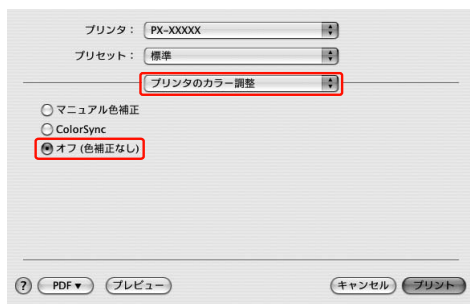 プリンタ： PX-XXXXX
プリセット： 標準
プリンタのカラー調整
マニュアル色補正
ColorSync
オフ (色補正なし)
? PDF▼ プレビュー キャンセル プリント